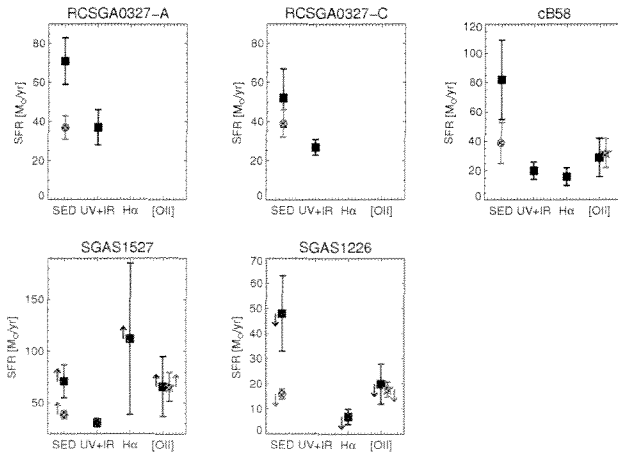 RCSGA0327-A
RCSGA0327-C
cB58
SFR [M⊙/yr]
80
60
40
20
0
SED UV+IR Hα [OII]
SFR [M⊙/yr]
80
60
40
20
0
SED UV+IR Hα [OII]
SFR [M⊙/yr]
120
100
80
60
40
20
0
SED UV+IR Hα [OII]
SGAS1527
SGAS1226
SFR [M⊙/yr]
150
100
50
SED UV+IR Hα [OII]
SFR [M⊙/yr]
70
60
50
40
30
20
10
0
SED UV+IR Hα [OII]